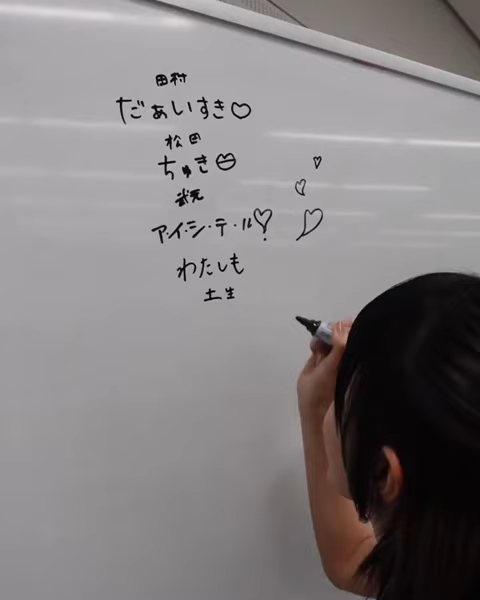 田村
だぁいすき♡
松田
ちゅき
武元
ア・イ・シ・テ・ル♡
わたしも
土生